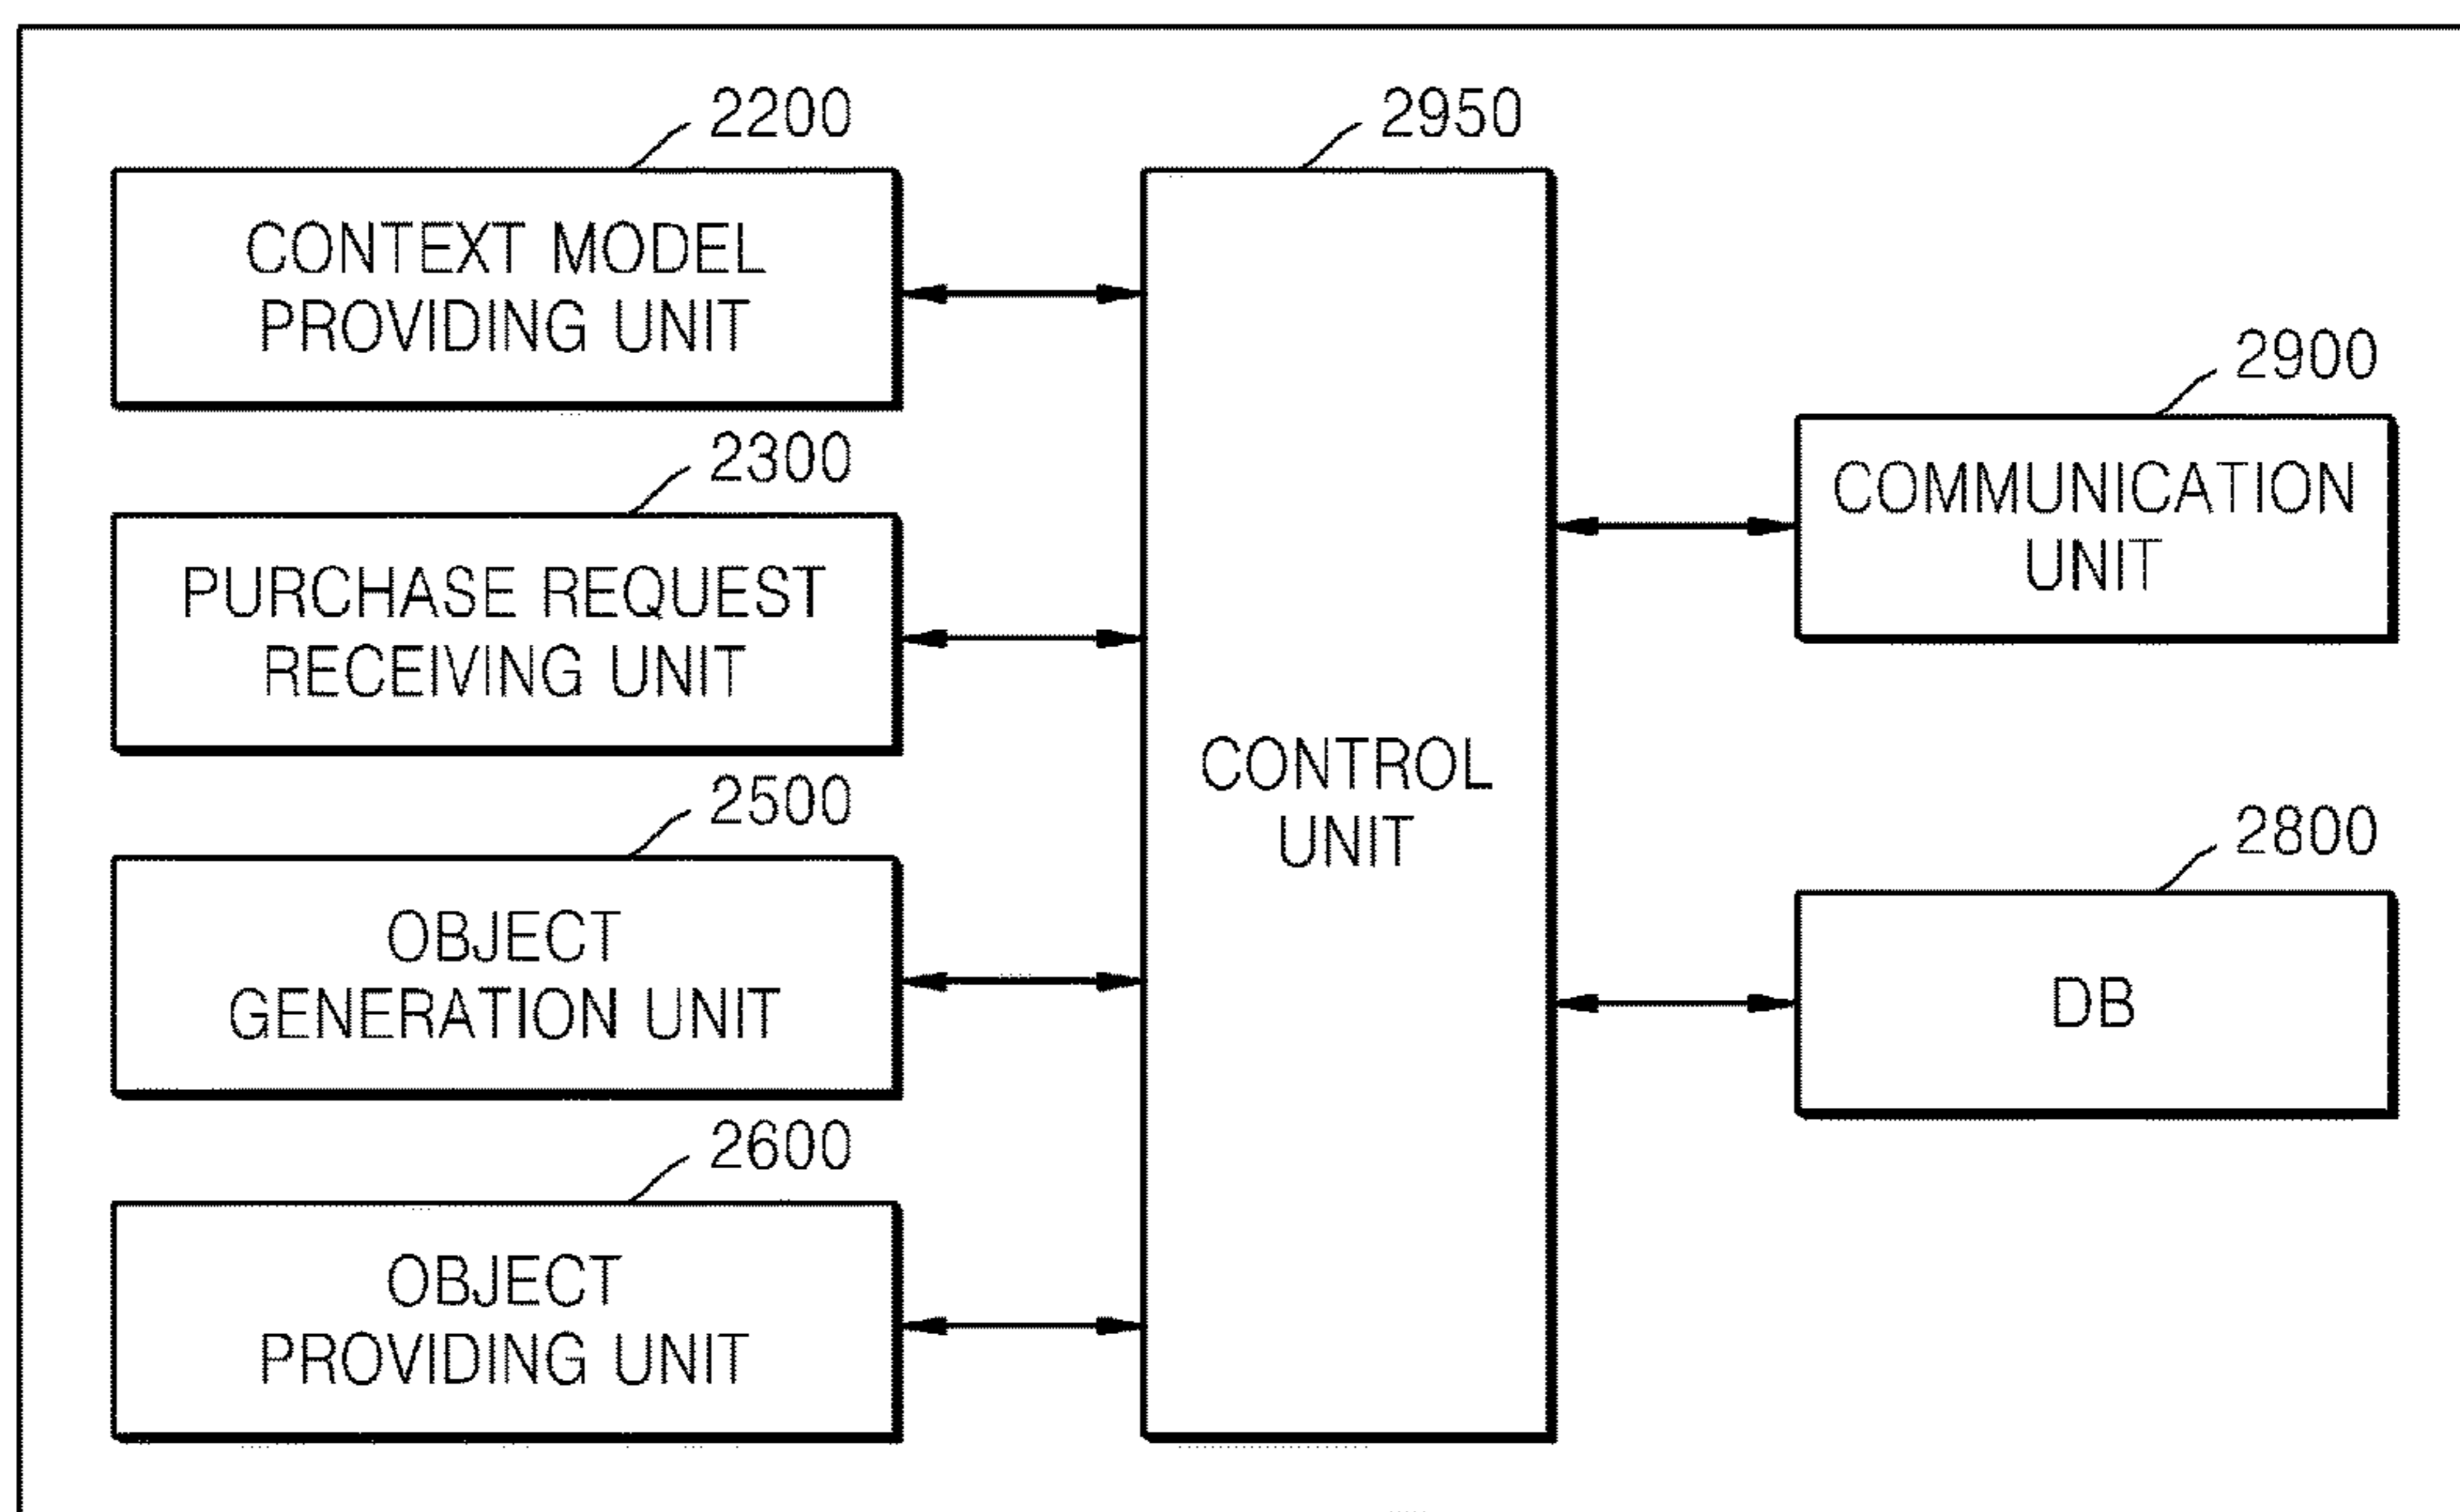 2200
CONTEXT MODEL
PROVIDING UNIT
2300
PURCHASE REQUEST
RECEIVING UNIT
2500
OBJECT
GENERATION UNIT
2600
OBJECT
PROVIDING UNIT
2950
CONTROL
UNIT
2900
COMMUNICATION
UNIT
2800
DB